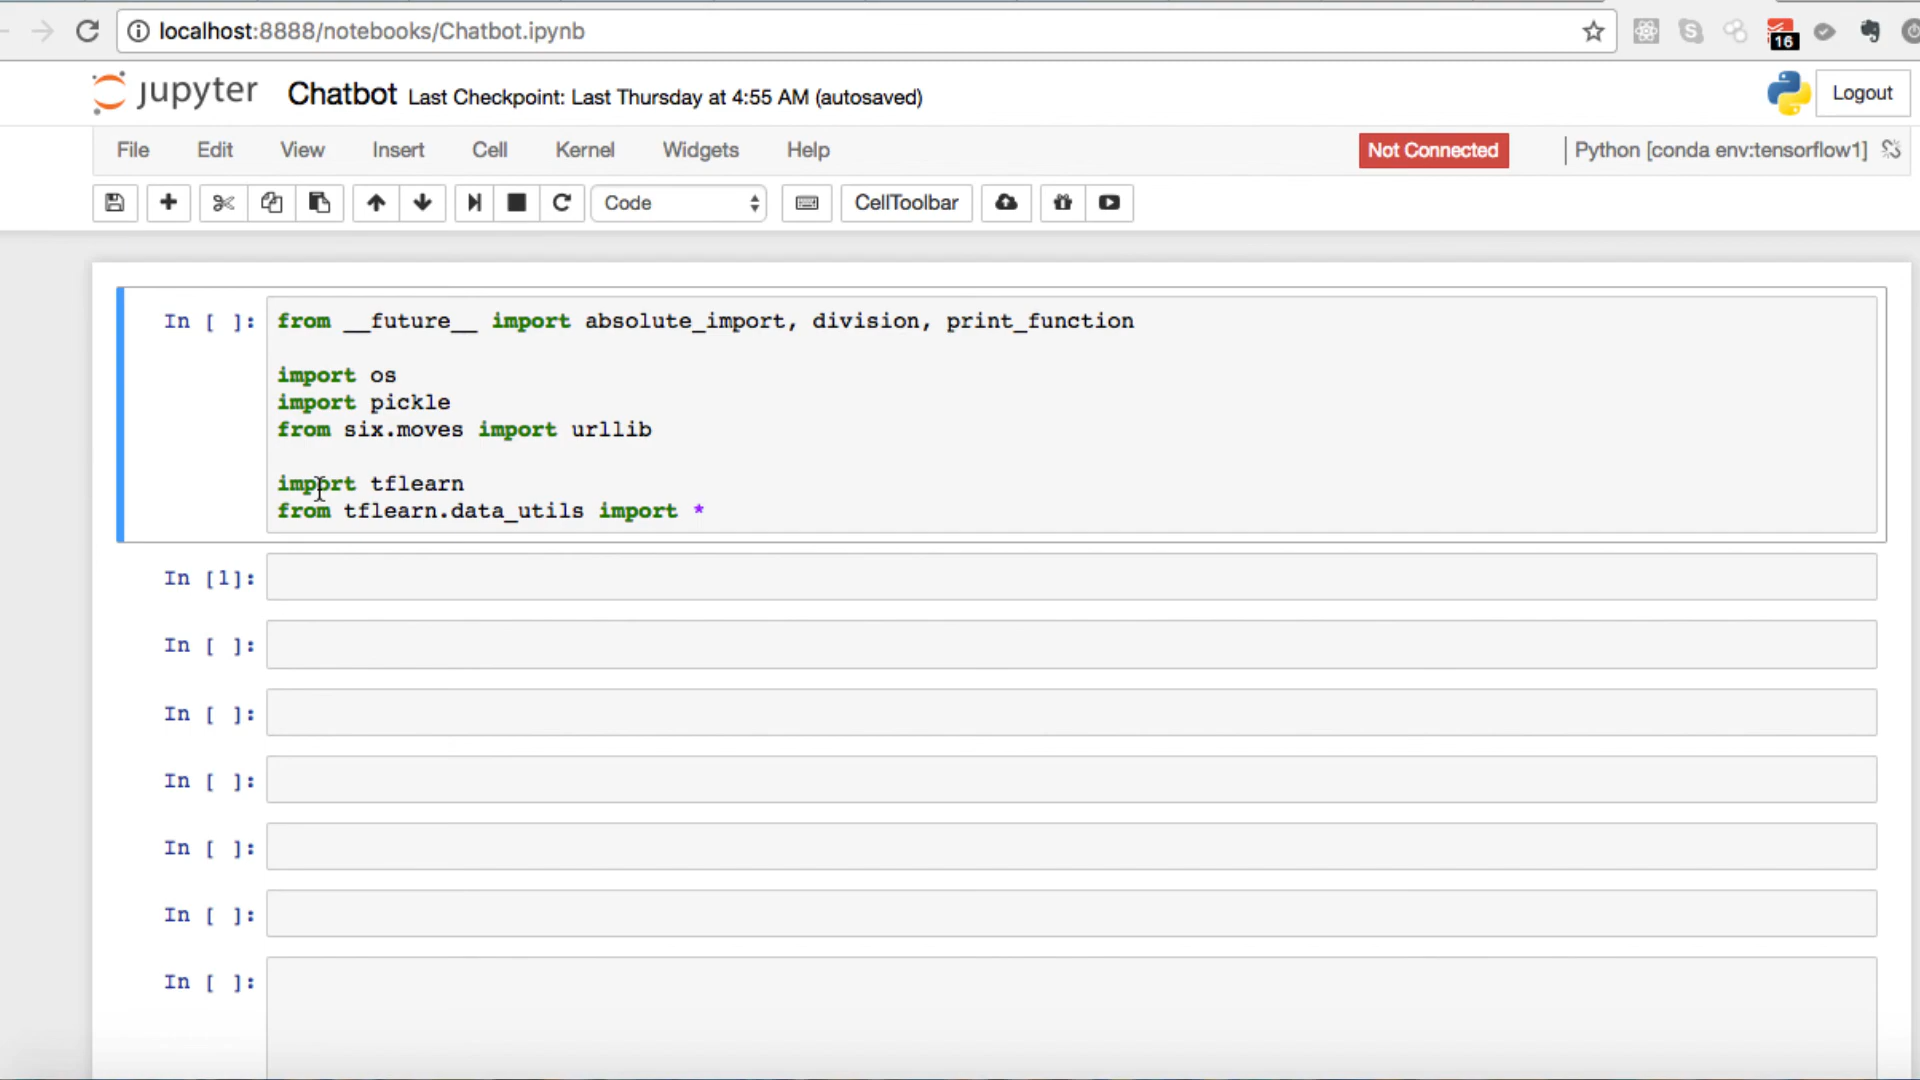 localhost:8888/notebooks/Chatbot.ipynb
16
jupyter Chatbot Last Checkpoint: Last Thursday at 4:55 AM (autosaved) Logout
File Edit View Insert Cell Kernel Widgets Help Not Connected Python [conda env:tensorflow1]
Code CellToolbar
In [ ]: from __future__ import absolute_import, division, print_function
import os
import pickle
from six.moves import urllib
import tflearn
from tflearn.data_utils import *
In [1]:
In [ ]:
In [ ]:
In [ ]:
In [ ]:
In [ ]:
In [ ]: